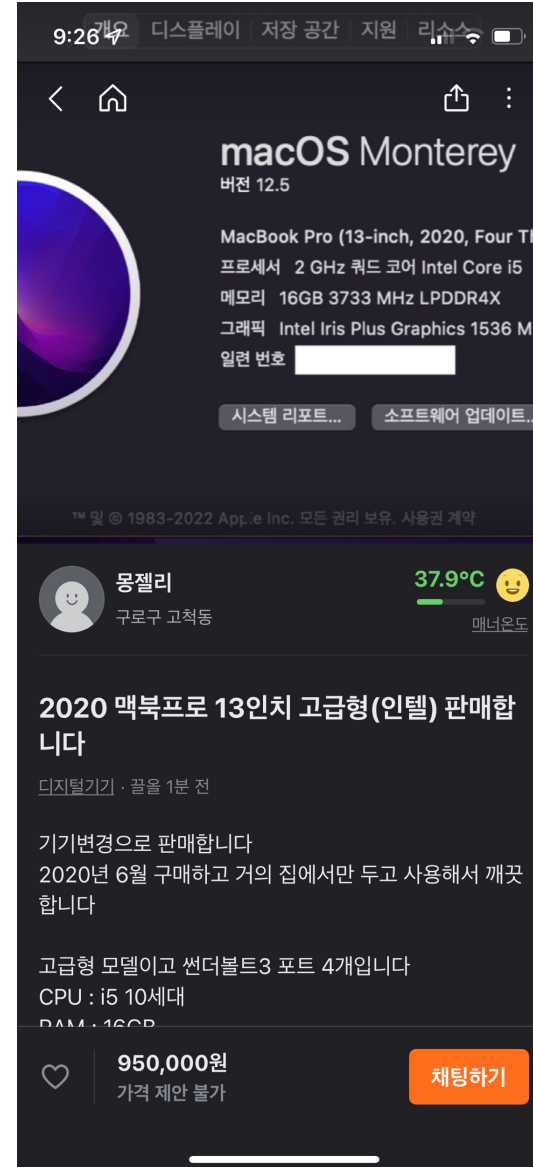 개요 디스플레이 저장 공간 지원 리소스
9:26
macOS Monterey
버전 12.5
MacBook Pro (13-inch, 2020, Four Th
프로세서 2 GHz 쿼드 코어 Intel Core i5
메모리 16GB 3733 MHz LPDDR4X
그래픽 Intel Iris Plus Graphics 1536 M
일련 번호
시스템 리포트... 소프트웨어 업데이트...
™ 및 © 1983-2022 Apple Inc. 모든 권리 보유. 사용권 계약
몽젤리 37.9°C
구로구 고척동 매너온도
2020 맥북프로 13인치 고급형(인텔) 판매합
니다
디지털기기 · 끌올 1분 전
기기변경으로 판매합니다
2020년 6월 구매하고 거의 집에서만 두고 사용해서 깨끗
합니다
고급형 모델이고 썬더볼트3 포트 4개입니다
CPU : i5 10세대
RAM : 16GB
950,000원
가격 제안 불가
채팅하기